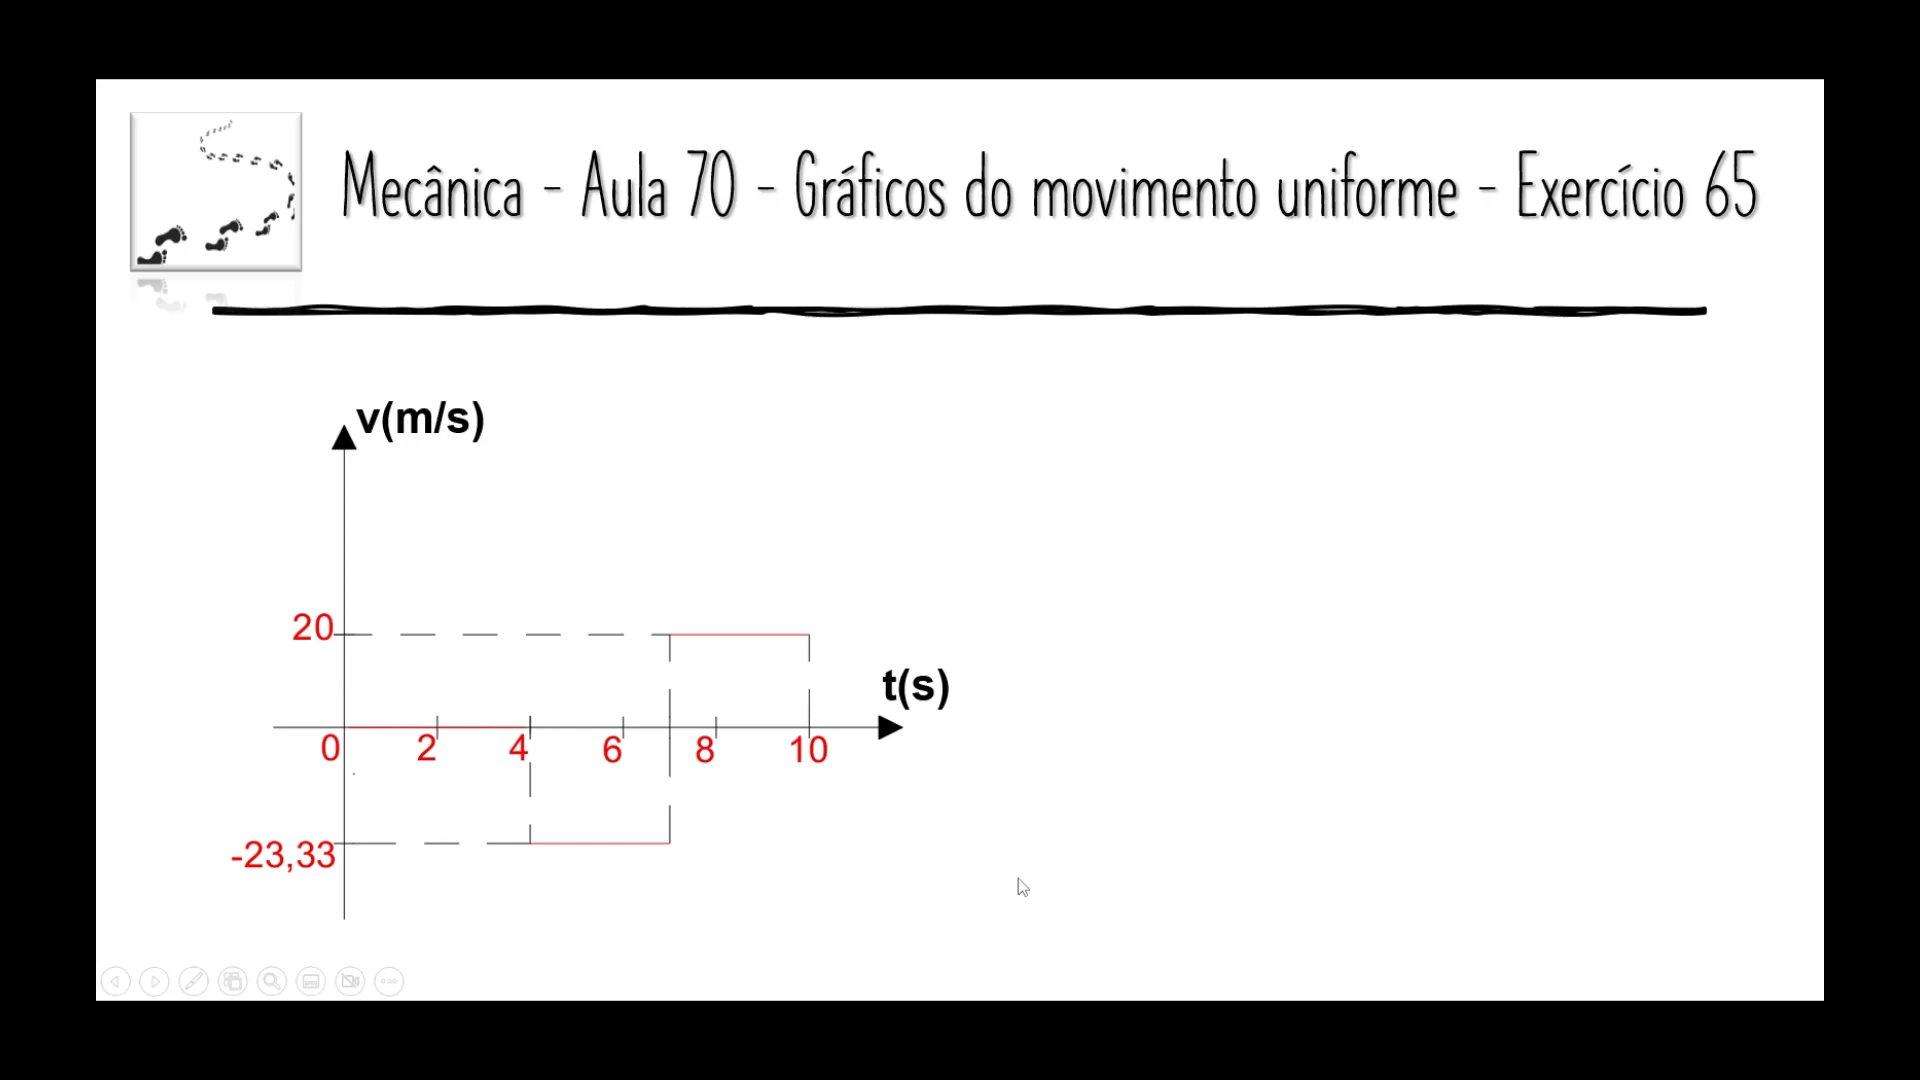 Mecânica - Aula 70 - Gráficos do movimento uniforme - Exercício 65
v(m/s)
20
t(s)
0 2 4 6 8 10
-23,33